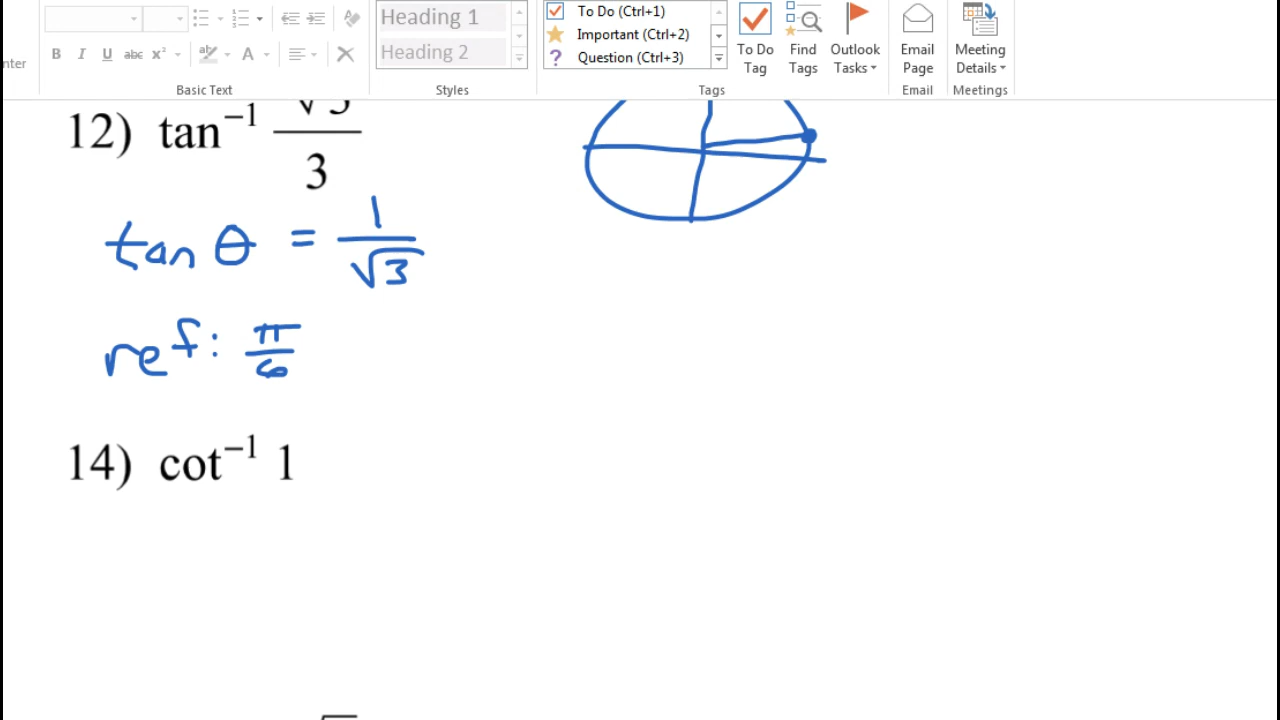 Heading 1
To Do (Ctrl+1)
Important (Ctrl+2)
Heading 2
Question (Ctrl+3)
To Do Tag
Find Tags
Outlook Tasks
Email Page
Meeting Details
B I U abc x² ab A
nter
Basic Text
Styles
Tags
Email
Meetings
12) tan⁻¹ √3/3
tan θ = 1/√3
ref: π/6
14) cot⁻¹ 1